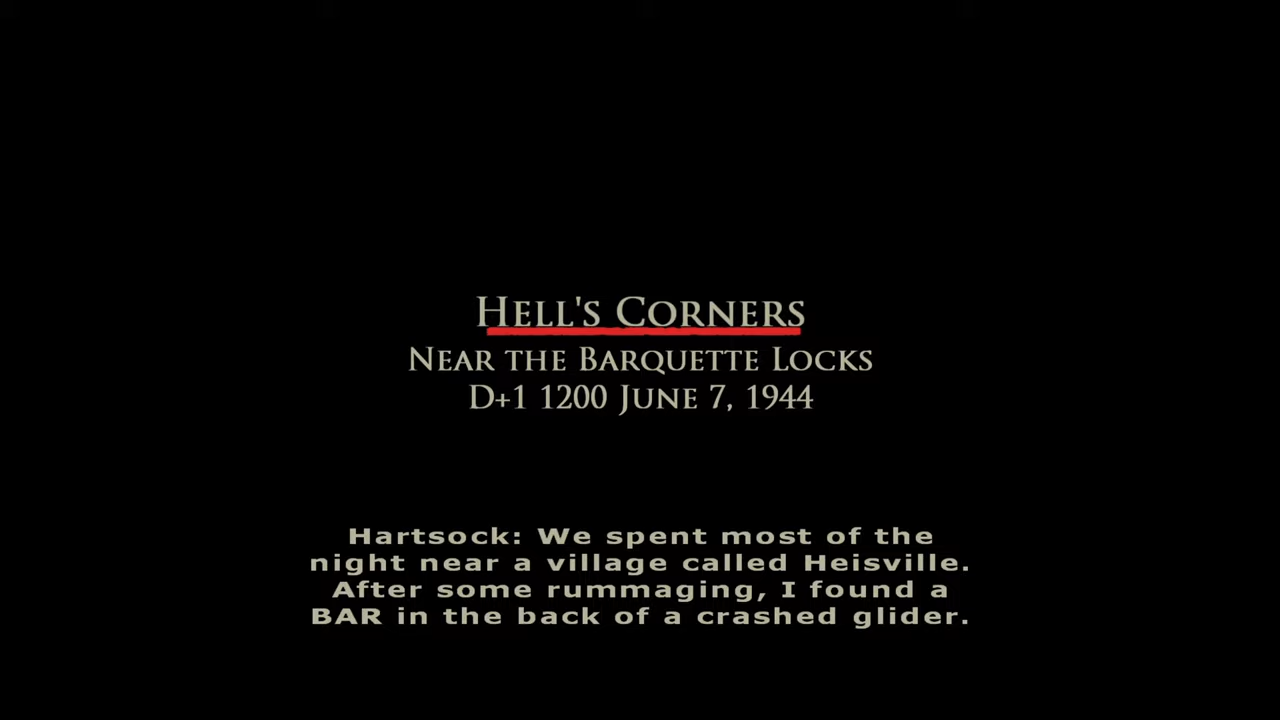 Hell's Corners
Near the Barquette Locks
D+1 1200 June 7, 1944
Hartsock: We spent most of the
night near a village called Heisville.
After some rummaging, I found a
BAR in the back of a crashed glider.